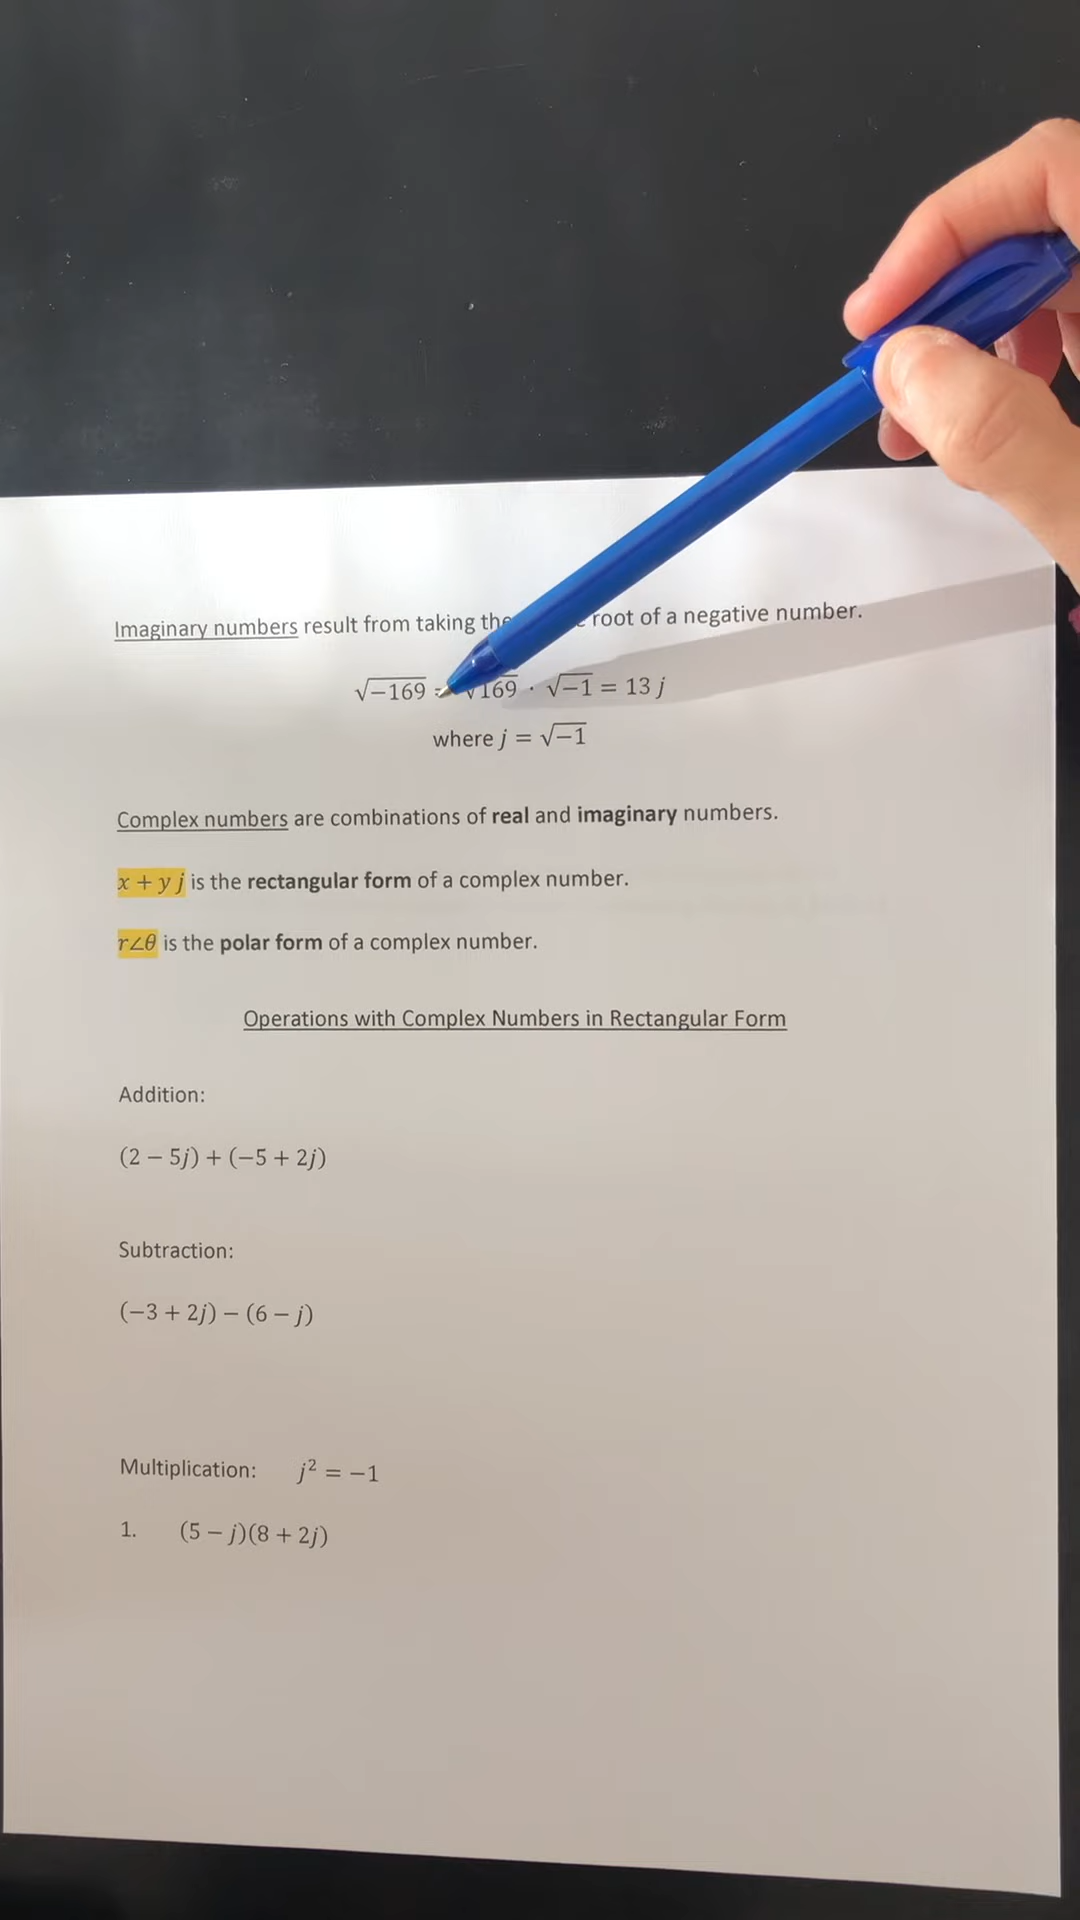 Imaginary numbers result from taking the root of a negative number.
√−169 = √169 · √−1 = 13 j
where j = √−1
Complex numbers are combinations of real and imaginary numbers.
x + y j is the rectangular form of a complex number.
r∠θ is the polar form of a complex number.
Operations with Complex Numbers in Rectangular Form
Addition:
(2 − 5j) + (−5 + 2j)
Subtraction:
(−3 + 2j) − (6 − j)
Multiplication: j² = −1
1. (5 − j)(8 + 2j)